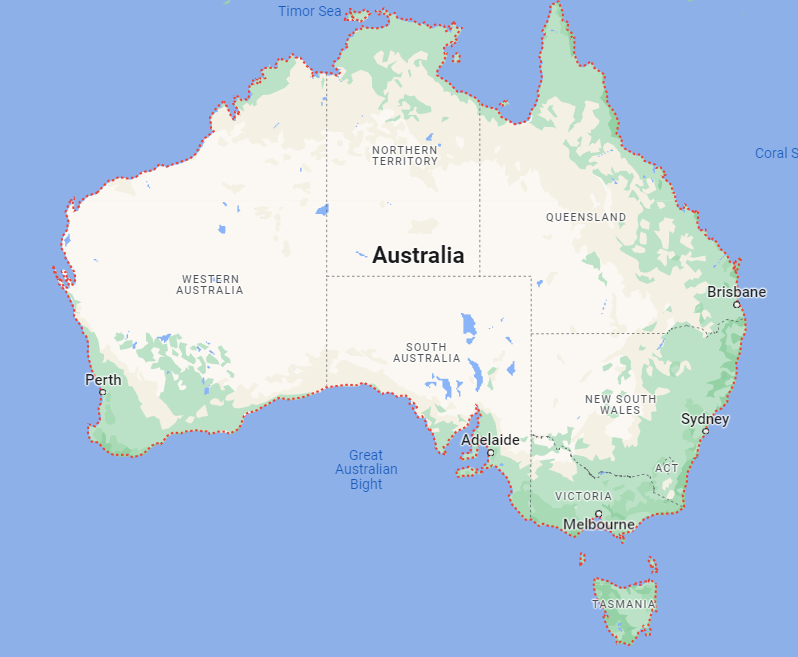 Timor Sea
Coral S
NORTHERN
TERRITORY
QUEENSLAND
Australia
WESTERN
AUSTRALIA
Brisbane
SOUTH
AUSTRALIA
Perth
NEW SOUTH
WALES
Sydney
Adelaide
Great
Australian
Bight
ACT
VICTORIA
Melbourne
TASMANIA